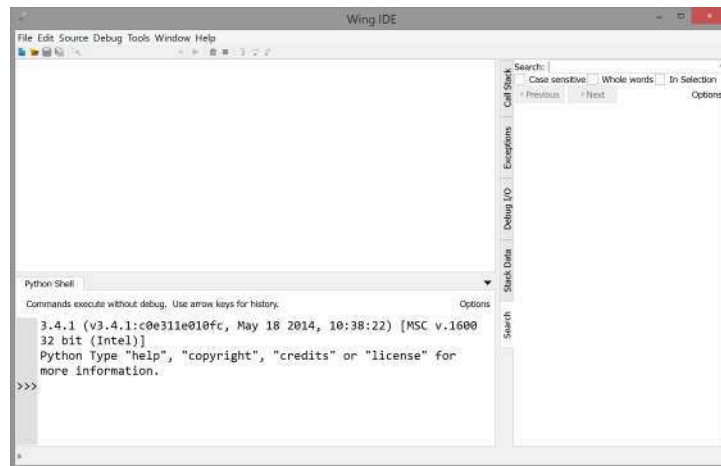 Wing IDE
File Edit Source Debug Tools Window Help
Search:
Case sensitive Whole words In Selection
Previous Next Options
Call Stack
Exceptions
Debug I/O
Stack Data
Search
Python Shell
Commands execute without debug. Use arrow keys for history. Options
3.4.1 (v3.4.1:c0e311e010fc, May 18 2014, 10:38:22) [MSC v.1600
32 bit (Intel)]
Python Type "help", "copyright", "credits" or "license" for
more information.
>>>